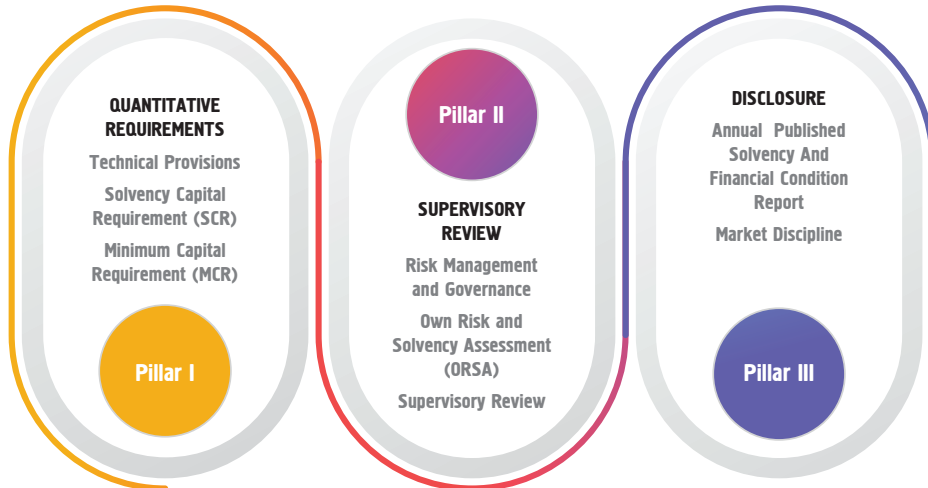 QUANTITATIVE
REQUIREMENTS
Technical Provisions
Solvency Capital
Requirement (SCR)
Minimum Capital
Requirement (MCR)
Pillar I
Pillar II
SUPERVISORY
REVIEW
Risk Management
and Governance
Own Risk and
Solvency Assessment
(ORSA)
Supervisory Review
DISCLOSURE
Annual Published
Solvency And
Financial Condition
Report
Market Discipline
Pillar III